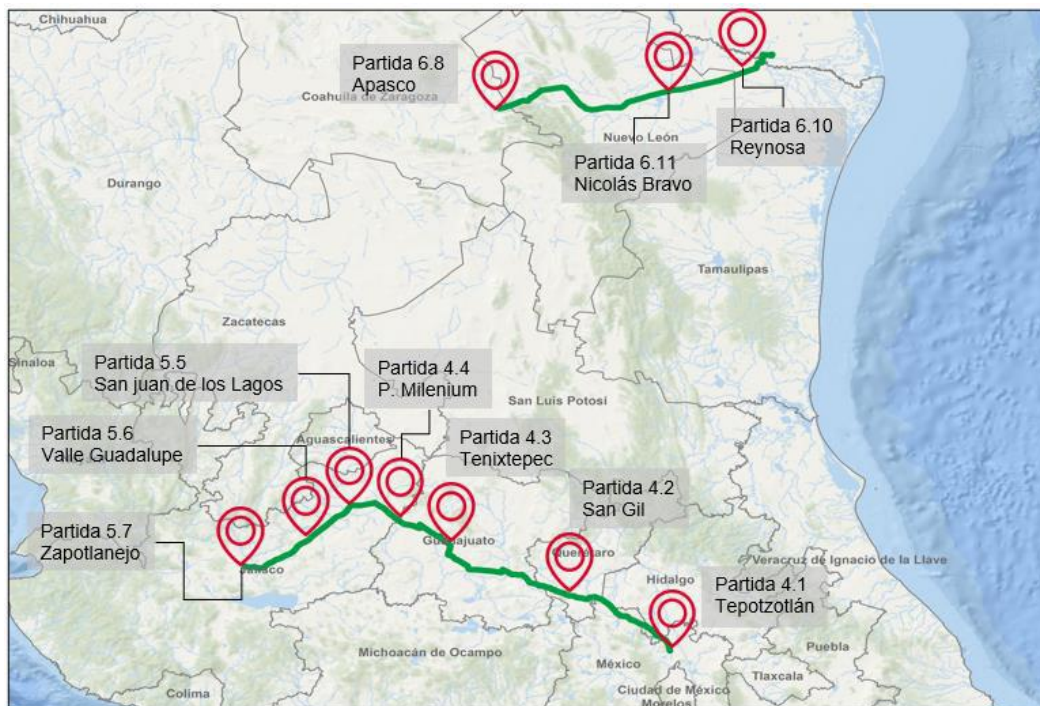 Chihuahua
Partida 6.8
Apasco
Coahuila de Zaragoza
Partida 6.10
Reynosa
Nuevo León
Partida 6.11
Nicolás Bravo
Durango
Tamaulipas
Zacatecas
Sinaloa
Partida 5.5
San juan de los Lagos
Partida 4.4
P. Milenium
San Luis Potosí
Partida 5.6
Valle Guadalupe
Aguascalientes
Partida 4.3
Tenixtepec
Partida 4.2
San Gil
Partida 5.7
Zapotlanejo
Jalisco
Guanajuato
Querétaro
Veracruz de Ignacio de la Llave
Hidalgo
Partida 4.1
Tepotzotlán
Michoacán de Ocampo
México
Puebla
Tlaxcala
Ciudad de México
Morelos
Colima